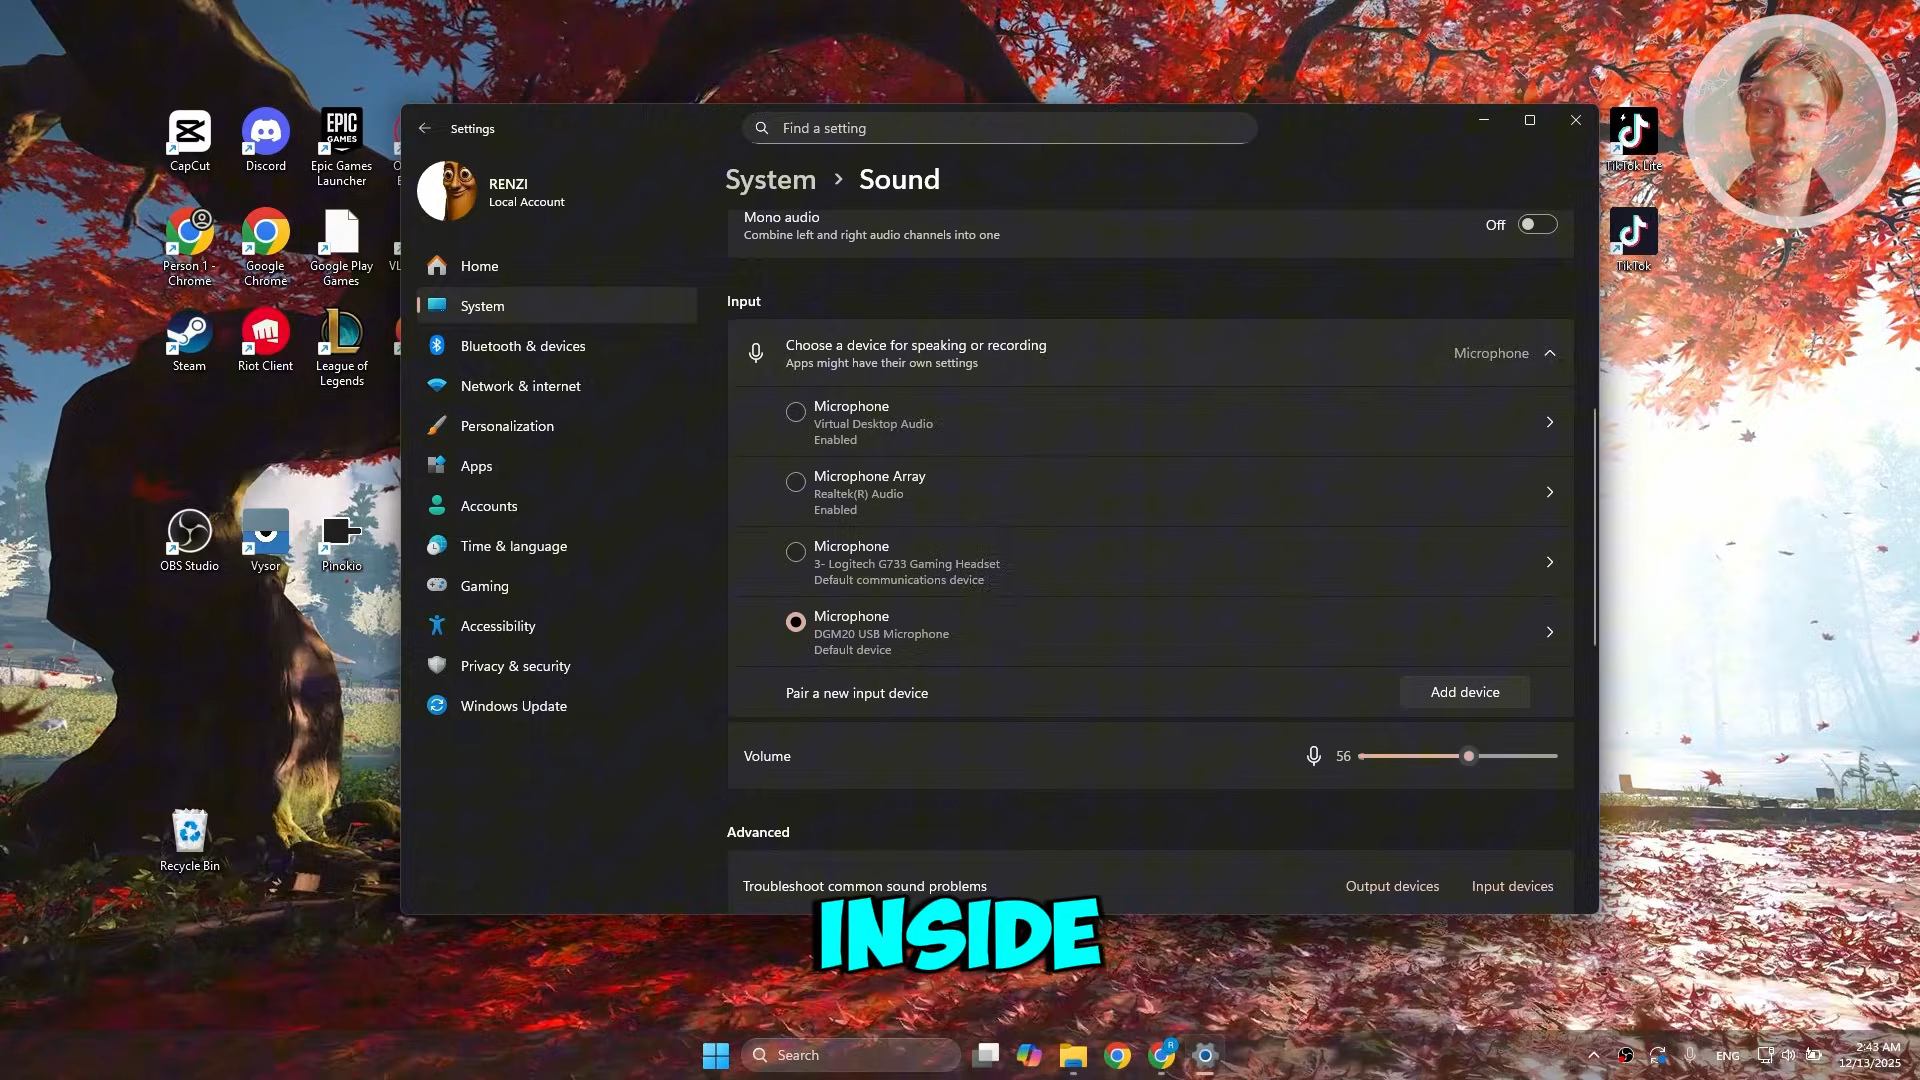 CapCut
Discord
Epic Games
Launcher
EPIC
GAMES
Person 1 -
Chrome
Google
Chrome
Google Play
Games
VL
Steam
Riot Client
League of
Legends
OBS Studio
Vysor
Pinokio
Recycle Bin
Settings
Find a setting
RENZI
Local Account
Home
System
Bluetooth & devices
Network & internet
Personalization
Apps
Accounts
Time & language
Gaming
Accessibility
Privacy & security
Windows Update
System > Sound
Mono audio
Combine left and right audio channels into one
Off
Input
Choose a device for speaking or recording
Apps might have their own settings
Microphone
Microphone
Virtual Desktop Audio
Enabled
Microphone Array
Realtek(R) Audio
Enabled
Microphone
3- Logitech G733 Gaming Headset
Default communications device
Microphone
DGM20 USB Microphone
Default device
Pair a new input device
Add device
Volume
56
Advanced
Troubleshoot common sound problems
Output devices
Input devices
INSIDE
TikTok Lite
TikTok
Search
R
ENG
2:43 AM
12/13/2025